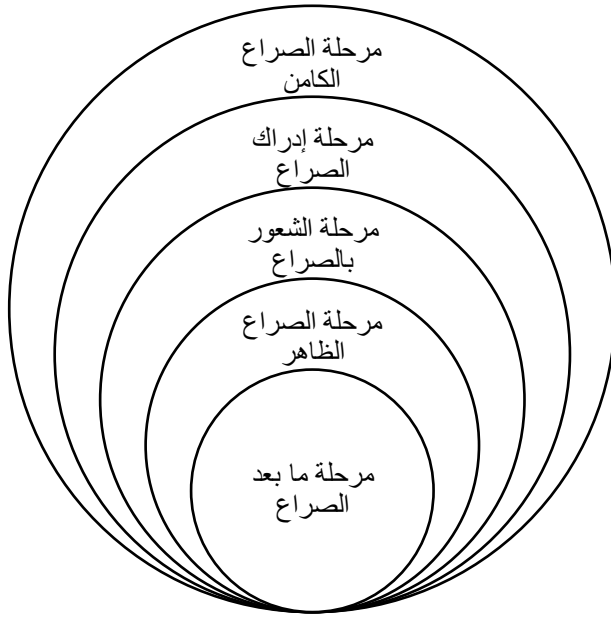 مرحلة الصراع
الكامن
مرحلة إدراك
الصراع
مرحلة الشعور
بالصراع
مرحلة الصراع
الظاهر
مرحلة ما بعد
الصراع